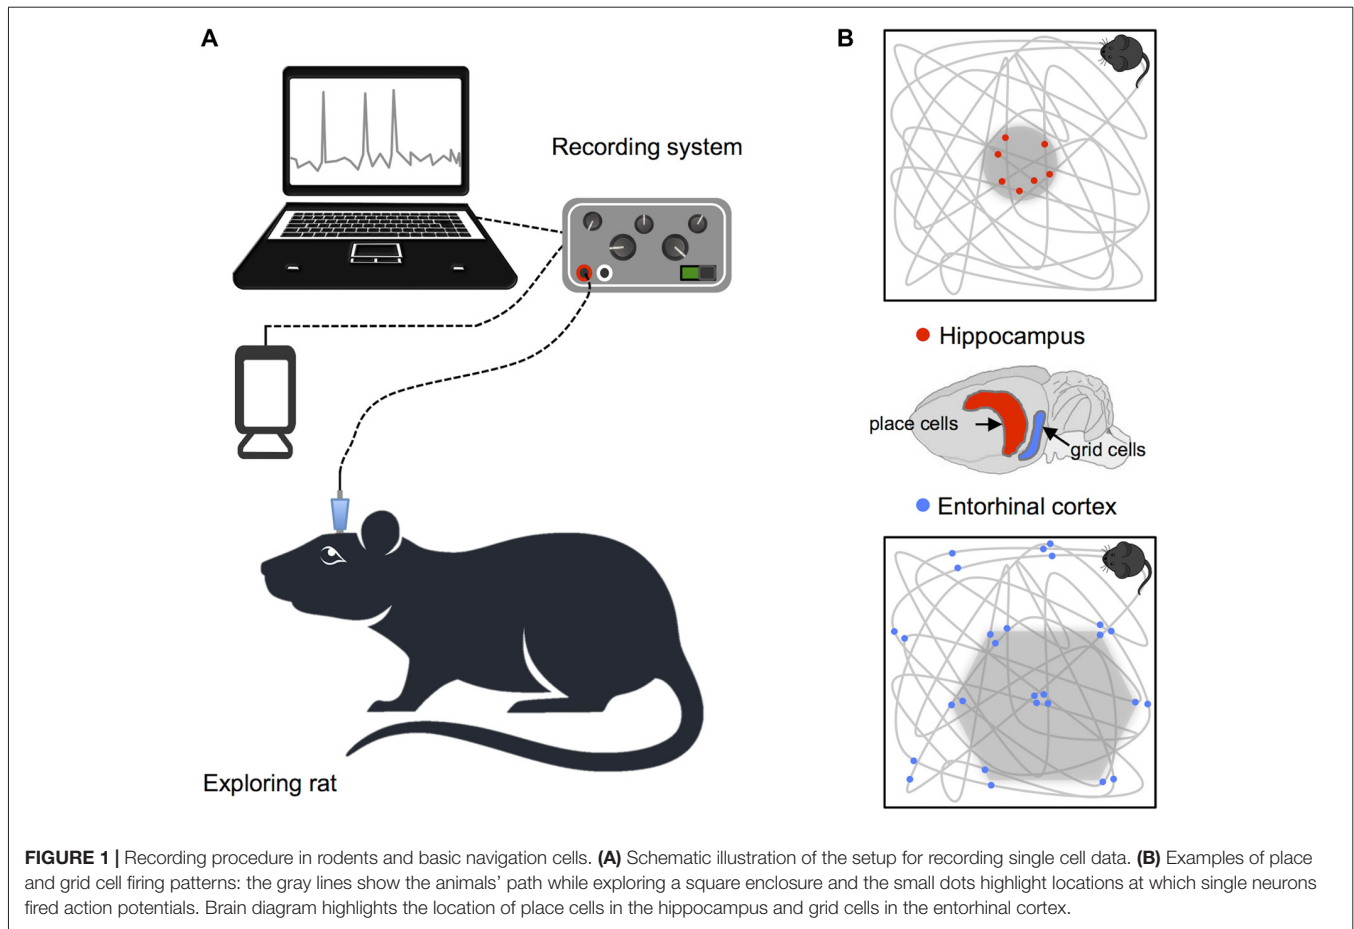 A
B
Recording system
Hippocampus
place cells
grid cells
Entorhinal cortex
Exploring rat
FIGURE 1 | Recording procedure in rodents and basic navigation cells. (A) Schematic illustration of the setup for recording single cell data. (B) Examples of place
and grid cell firing patterns: the gray lines show the animals' path while exploring a square enclosure and the small dots highlight locations at which single neurons
fired action potentials. Brain diagram highlights the location of place cells in the hippocampus and grid cells in the entorhinal cortex.